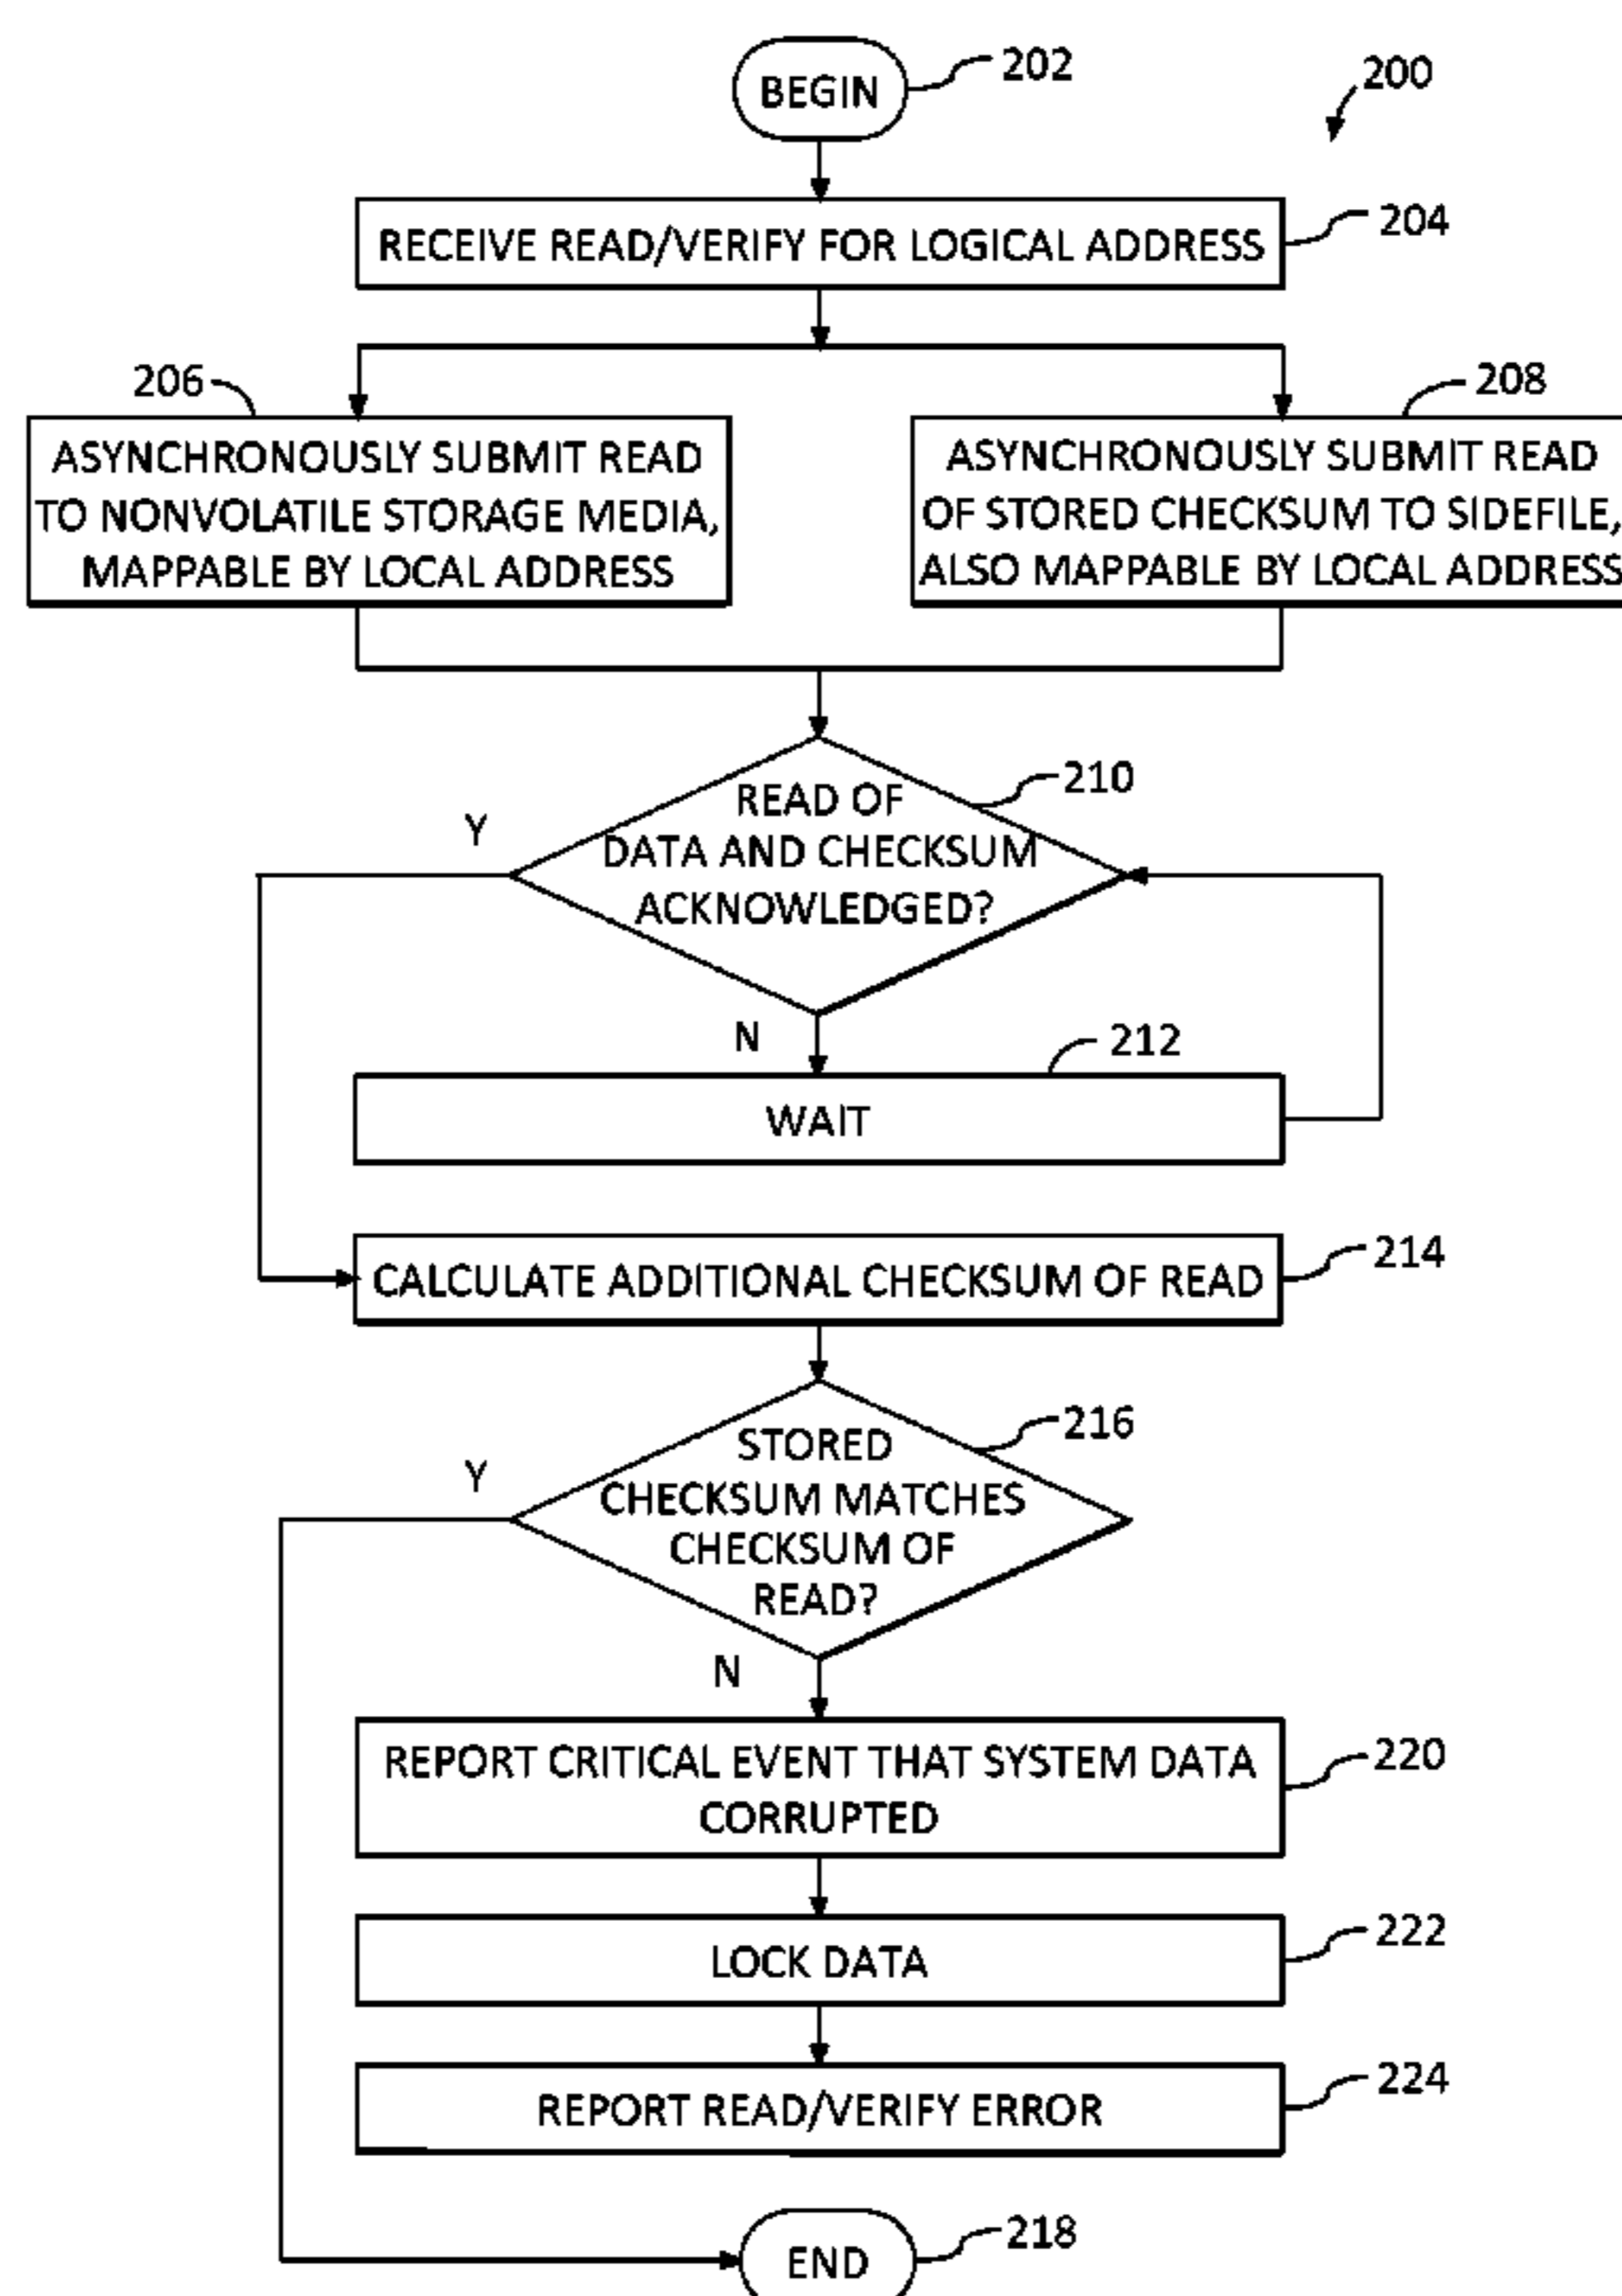 BEGIN
202
200
RECEIVE READ/VERIFY FOR LOGICAL ADDRESS
204
206
208
ASYNCHRONOUSLY SUBMIT READ
TO NONVOLATILE STORAGE MEDIA,
MAPPABLE BY LOCAL ADDRESS
ASYNCHRONOUSLY SUBMIT READ
OF STORED CHECKSUM TO SIDEFILE,
ALSO MAPPABLE BY LOCAL ADDRESS
210
Y
READ OF
DATA AND CHECKSUM
ACKNOWLEDGED?
N
212
WAIT
CALCULATE ADDITIONAL CHECKSUM OF READ
214
216
Y
STORED
CHECKSUM MATCHES
CHECKSUM OF
READ?
N
REPORT CRITICAL EVENT THAT SYSTEM DATA
CORRUPTED
220
LOCK DATA
222
REPORT READ/VERIFY ERROR
224
END
218